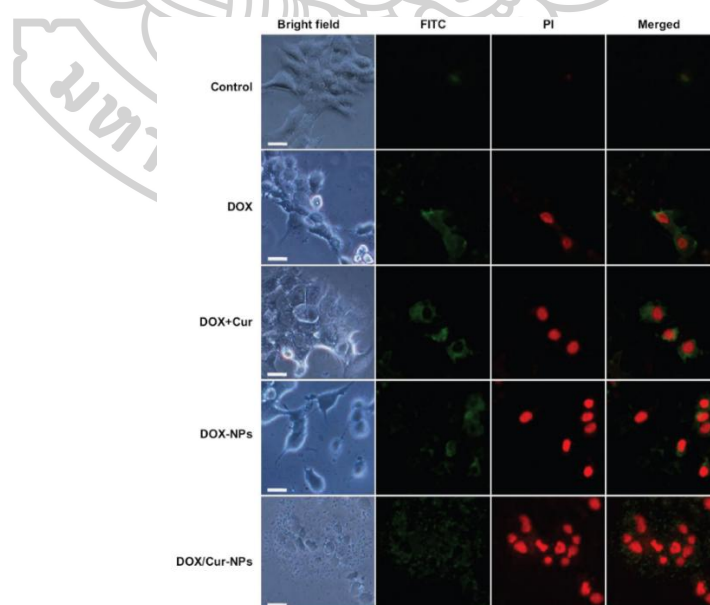 Bright field FITC PI Merged
Control
DOX
DOX+Cur
DOX-NPs
DOX/Cur-NPs